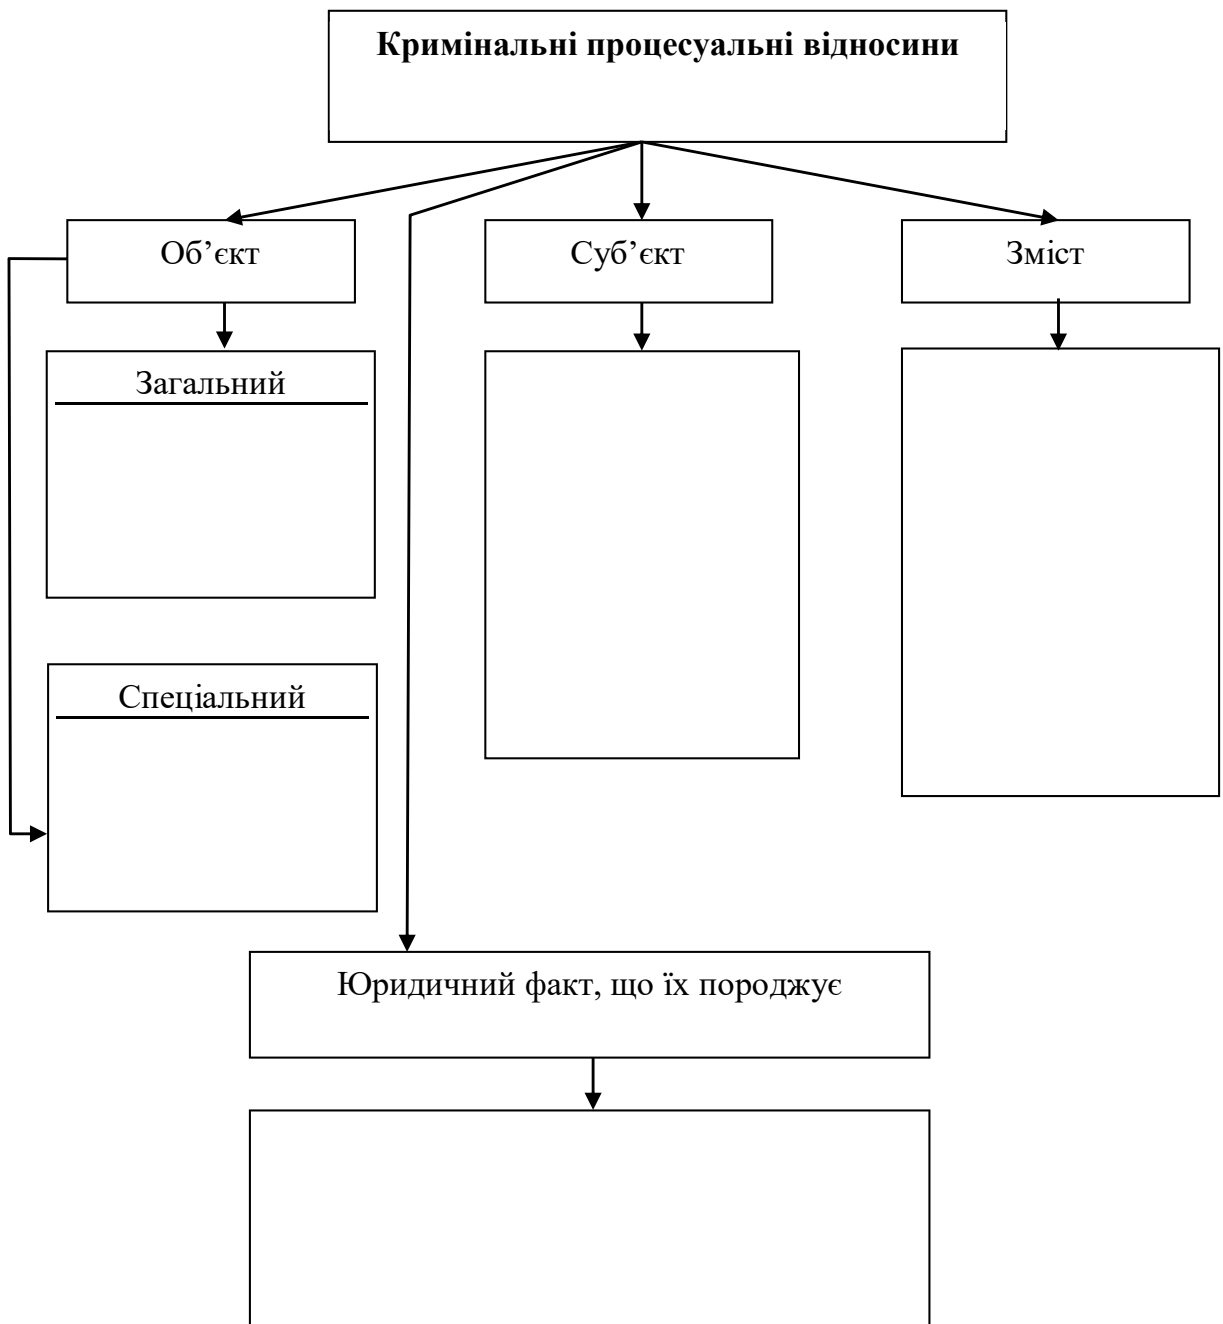 Кримінальні процесуальні відносини
Об’єкт
Суб’єкт
Зміст
Загальний
Спеціальний
Юридичний факт, що їх породжує